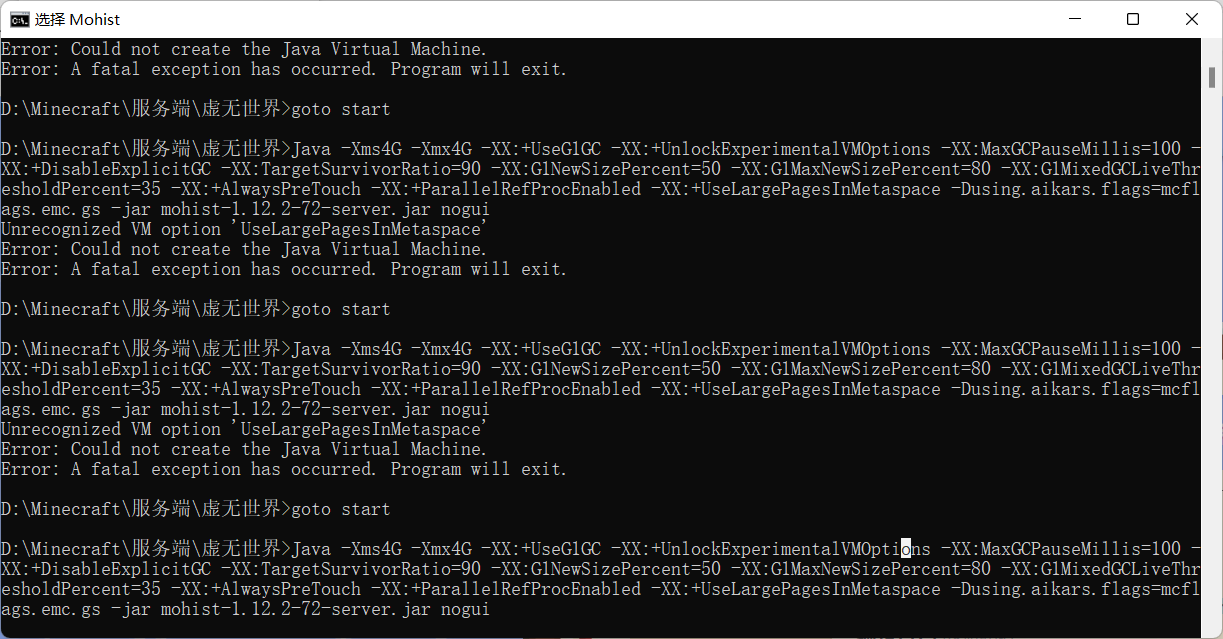 选择 Mohist
Error: Could not create the Java Virtual Machine.
Error: A fatal exception has occurred. Program will exit.
D:\Minecraft\服务端\虚无世界>goto start
D:\Minecraft\服务端\虚无世界>Java -Xms4G -Xmx4G -XX:+UseG1GC -XX:+UnlockExperimentalVMOptions -XX:MaxGCPauseMillis=100 -
XX:+DisableExplicitGC -XX:TargetSurvivorRatio=90 -XX:G1NewSizePercent=50 -XX:G1MaxNewSizePercent=80 -XX:G1MixedGCLiveThr
esholdPercent=35 -XX:+AlwaysPreTouch -XX:+ParallelRefProcEnabled -XX:+UseLargePagesInMetaspace -Dusing.aikars.flags=mcfl
ags.emc.gs -jar mohist-1.12.2-72-server.jar nogui
Unrecognized VM option 'UseLargePagesInMetaspace'
Error: Could not create the Java Virtual Machine.
Error: A fatal exception has occurred. Program will exit.
D:\Minecraft\服务端\虚无世界>goto start
D:\Minecraft\服务端\虚无世界>Java -Xms4G -Xmx4G -XX:+UseG1GC -XX:+UnlockExperimentalVMOptions -XX:MaxGCPauseMillis=100 -
XX:+DisableExplicitGC -XX:TargetSurvivorRatio=90 -XX:G1NewSizePercent=50 -XX:G1MaxNewSizePercent=80 -XX:G1MixedGCLiveThr
esholdPercent=35 -XX:+AlwaysPreTouch -XX:+ParallelRefProcEnabled -XX:+UseLargePagesInMetaspace -Dusing.aikars.flags=mcfl
ags.emc.gs -jar mohist-1.12.2-72-server.jar nogui
Unrecognized VM option 'UseLargePagesInMetaspace'
Error: Could not create the Java Virtual Machine.
Error: A fatal exception has occurred. Program will exit.
D:\Minecraft\服务端\虚无世界>goto start
D:\Minecraft\服务端\虚无世界>Java -Xms4G -Xmx4G -XX:+UseG1GC -XX:+UnlockExperimentalVMOptions -XX:MaxGCPauseMillis=100 -
XX:+DisableExplicitGC -XX:TargetSurvivorRatio=90 -XX:G1NewSizePercent=50 -XX:G1MaxNewSizePercent=80 -XX:G1MixedGCLiveThr
esholdPercent=35 -XX:+AlwaysPreTouch -XX:+ParallelRefProcEnabled -XX:+UseLargePagesInMetaspace -Dusing.aikars.flags=mcfl
ags.emc.gs -jar mohist-1.12.2-72-server.jar nogui